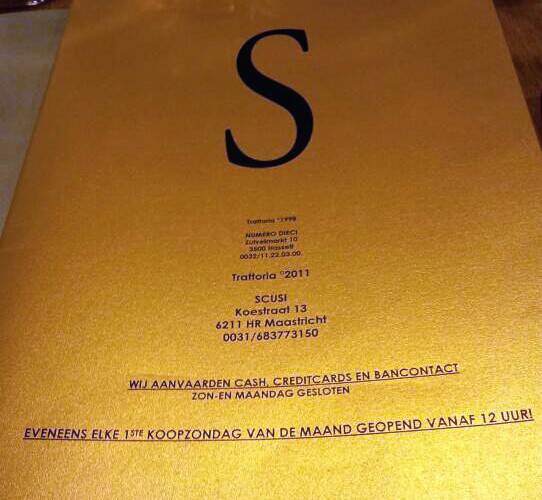 S
Trattoria °1998
NUMERO DIECI
Zuivelmarkt 10
3500 Hasselt
0032/11.22.03.00.
Trattoria °2011
SCUSI
Koestraat 13
6211 HR Maastricht
0031/683773150
WIJ AANVAARDEN CASH, CREDITCARDS EN BANCONTACT
ZON-EN MAANDAG GESLOTEN
EVENEENS ELKE 1STE KOOPZONDAG VAN DE MAAND GEOPEND VANAF 12 UUR!